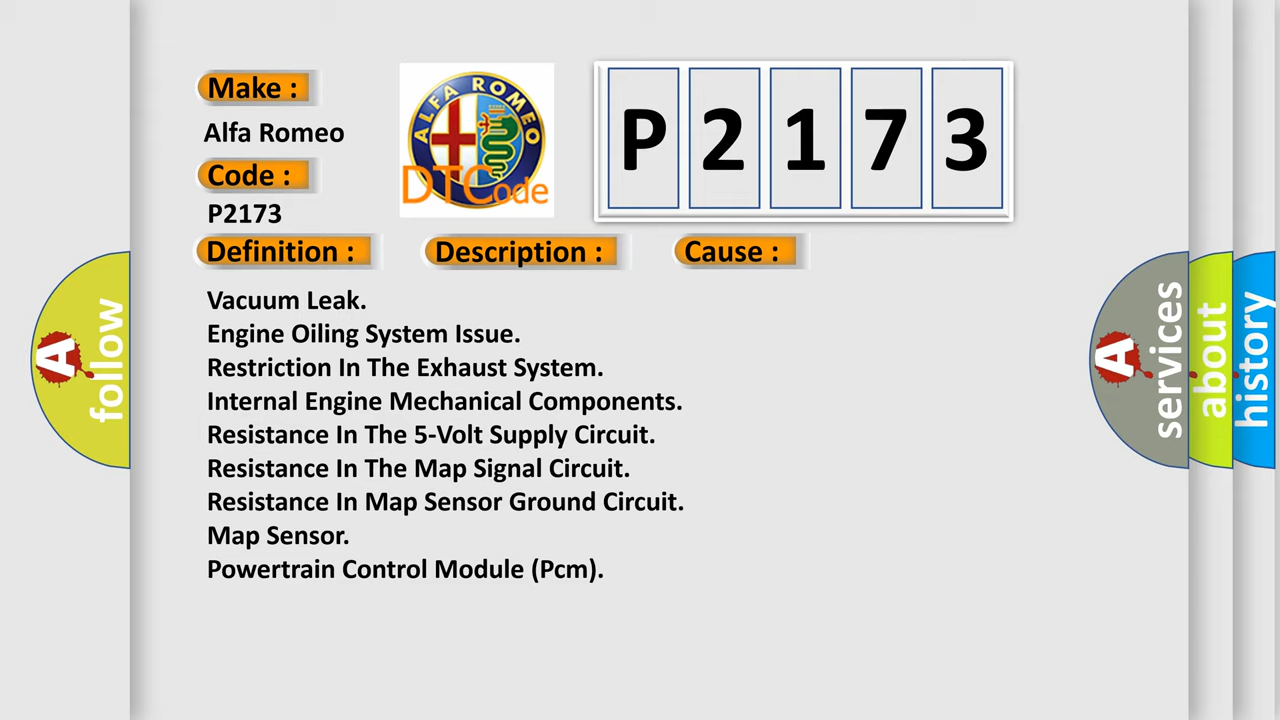 Make :
Alfa Romeo
Code :
P2173
ALFA ROMEO
DTCode
P 2 1 7 3
Definition :
Description :
Cause :
Vacuum Leak.
Engine Oiling System Issue.
Restriction In The Exhaust System.
Internal Engine Mechanical Components.
Resistance In The 5-Volt Supply Circuit.
Resistance In The Map Signal Circuit.
Resistance In Map Sensor Ground Circuit.
Map Sensor.
Powertrain Control Module (Pcm).
A
follow
A
services
about
history